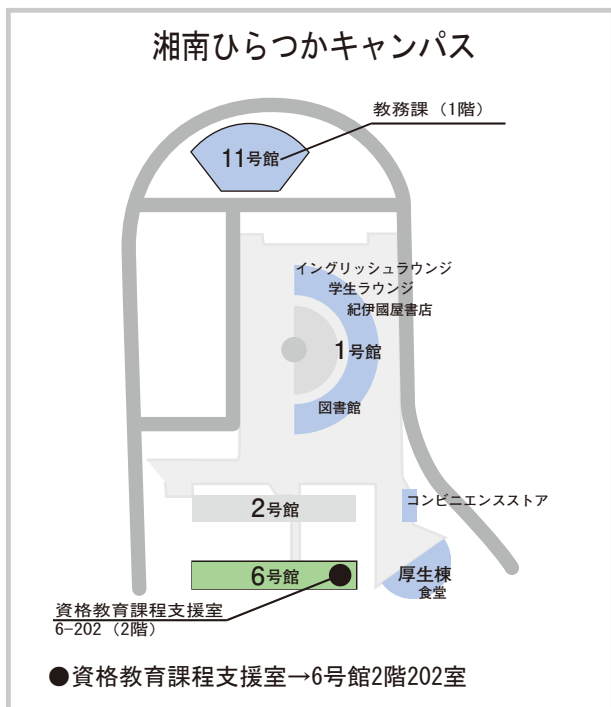 湘南ひらつかキャンパス
教務課（1階）
11号館
イングリッシュラウンジ
学生ラウンジ
紀伊國屋書店
1号館
図書館
2号館
コンビニエンスストア
6号館
厚生棟
食堂
資格教育課程支援室
6-202（2階）
●資格教育課程支援室→6号館2階202室